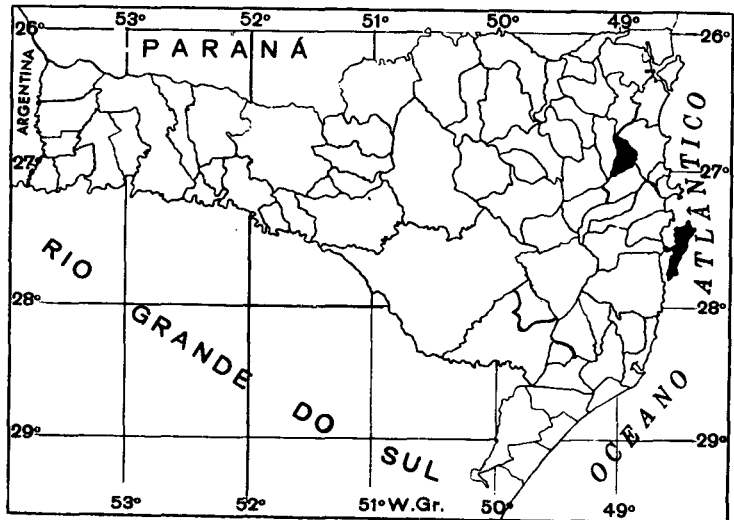 53° 52° 51° 50° 49°
26° 26°
PARANÁ
ARGENTINA
27° 27°
ATLÂNTICO
RIO GRANDE DO SUL
28° 28°
OCEANO
29° 29°
53° 52° 51° W.Gr. 50° 49°